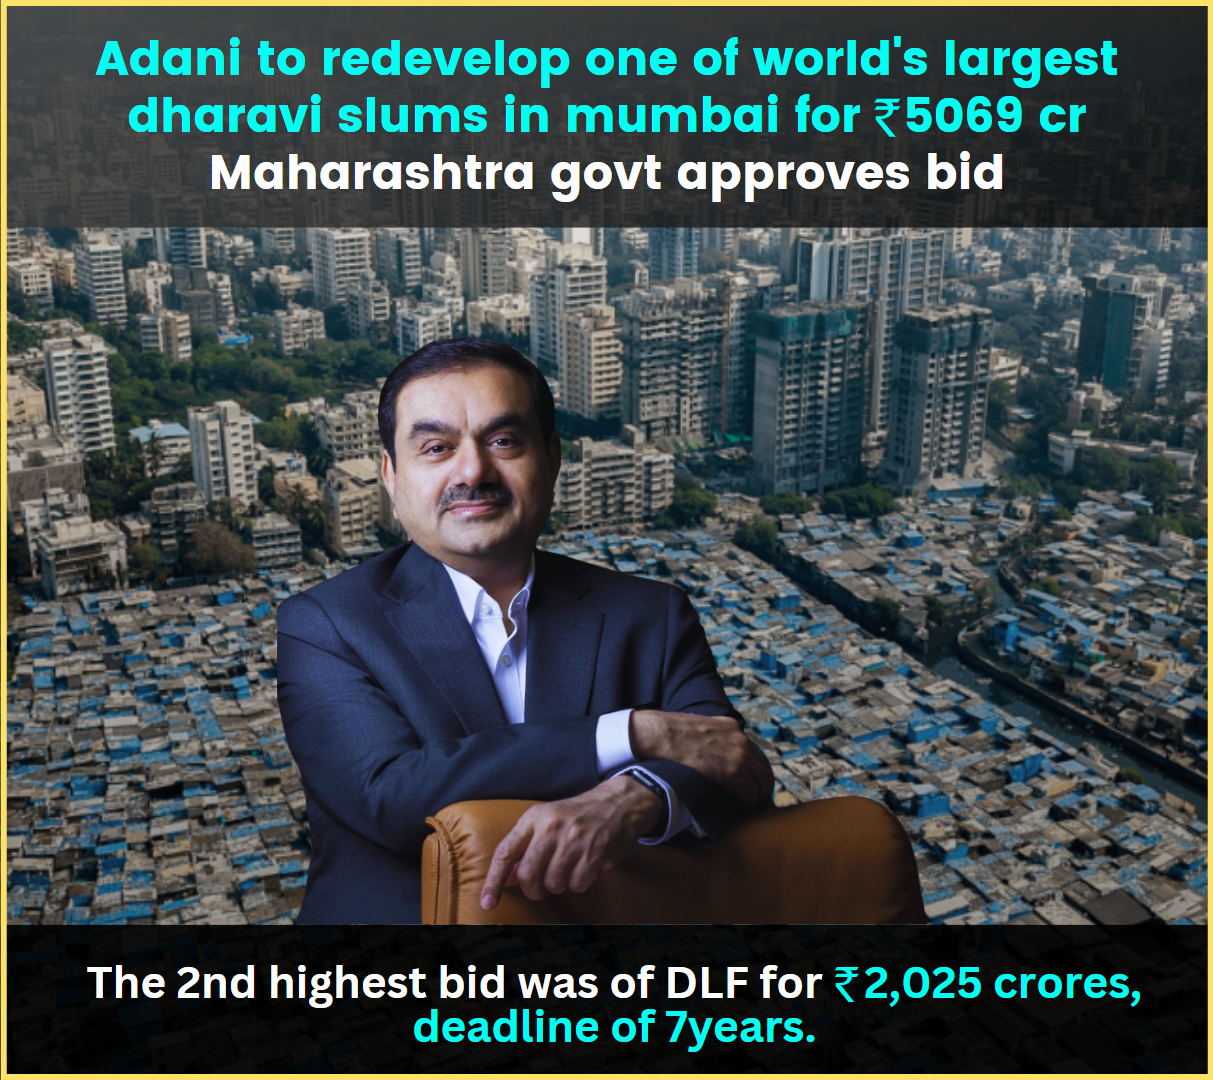 Adani to redevelop one of world's largest
dharavi slums in mumbai for ₹5069 cr
Maharashtra govt approves bid
The 2nd highest bid was of DLF for ₹2,025 crores,
deadline of 7years.